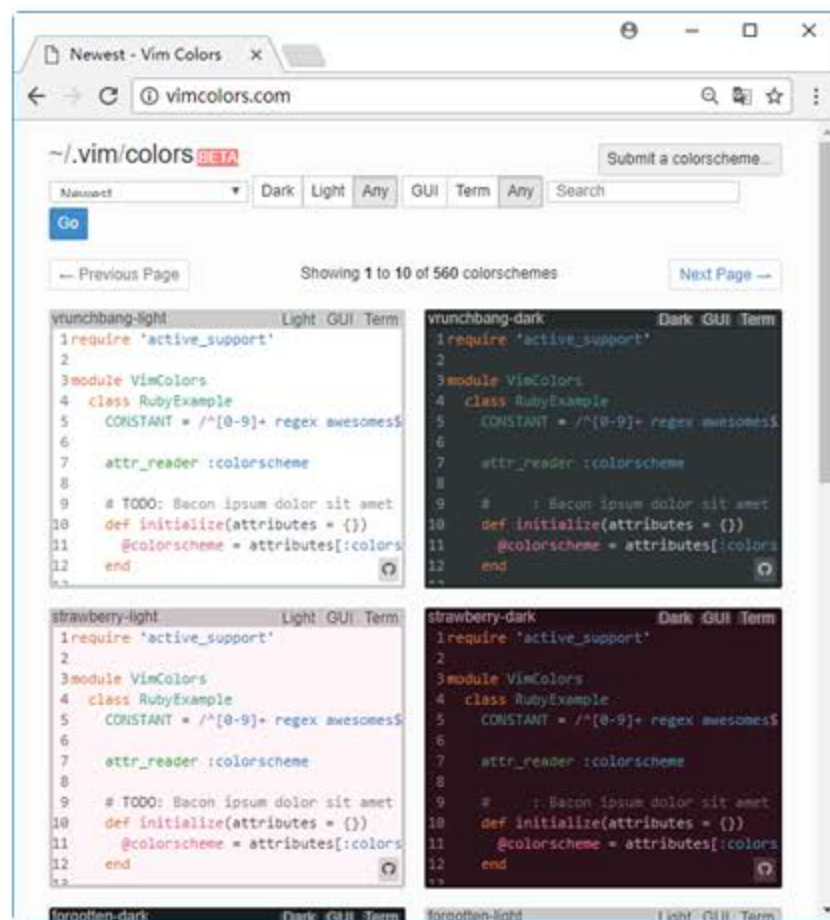 Newest - Vim Colors
vimcolors.com
~/.vim/colors BETA
Submit a colorscheme...
Newest Dark Light Any GUI Term Any Search
Go
← Previous Page Showing 1 to 10 of 560 colorschemes Next Page →
vrunchbang-light Light GUI Term
1 require 'active_support'
2
3 module VimColors
4 class RubyExample
5 CONSTANT = /^[0-9]+ regex awesomes$
6
7 attr_reader :colorscheme
8
9 # TODO: Bacon ipsum dolor sit amet
10 def initialize(attributes = {})
11 @colorscheme = attributes[:colors
12 end
vrunchbang-dark Dark GUI Term
1 require 'active_support'
2
3 module VimColors
4 class RubyExample
5 CONSTANT = /^[0-9]+ regex awesomes$
6
7 attr_reader :colorscheme
8
9 # : Bacon ipsum dolor sit amet
10 def initialize(attributes = {})
11 @colorscheme = attributes[:colors
12 end
strawberry-light Light GUI Term
1 require 'active_support'
2
3 module VimColors
4 class RubyExample
5 CONSTANT = /^[0-9]+ regex awesomes$
6
7 attr_reader :colorscheme
8
9 # TODO: Bacon ipsum dolor sit amet
10 def initialize(attributes = {})
11 @colorscheme = attributes[:colors
12 end
strawberry-dark Dark GUI Term
1 require 'active_support'
2
3 module VimColors
4 class RubyExample
5 CONSTANT = /^[0-9]+ regex awesomes$
6
7 attr_reader :colorscheme
8
9 # : Bacon ipsum dolor sit amet
10 def initialize(attributes = {})
11 @colorscheme = attributes[:colors
12 end
forgotten-dark Dark GUI Term
forgotten-light Light GUI Term